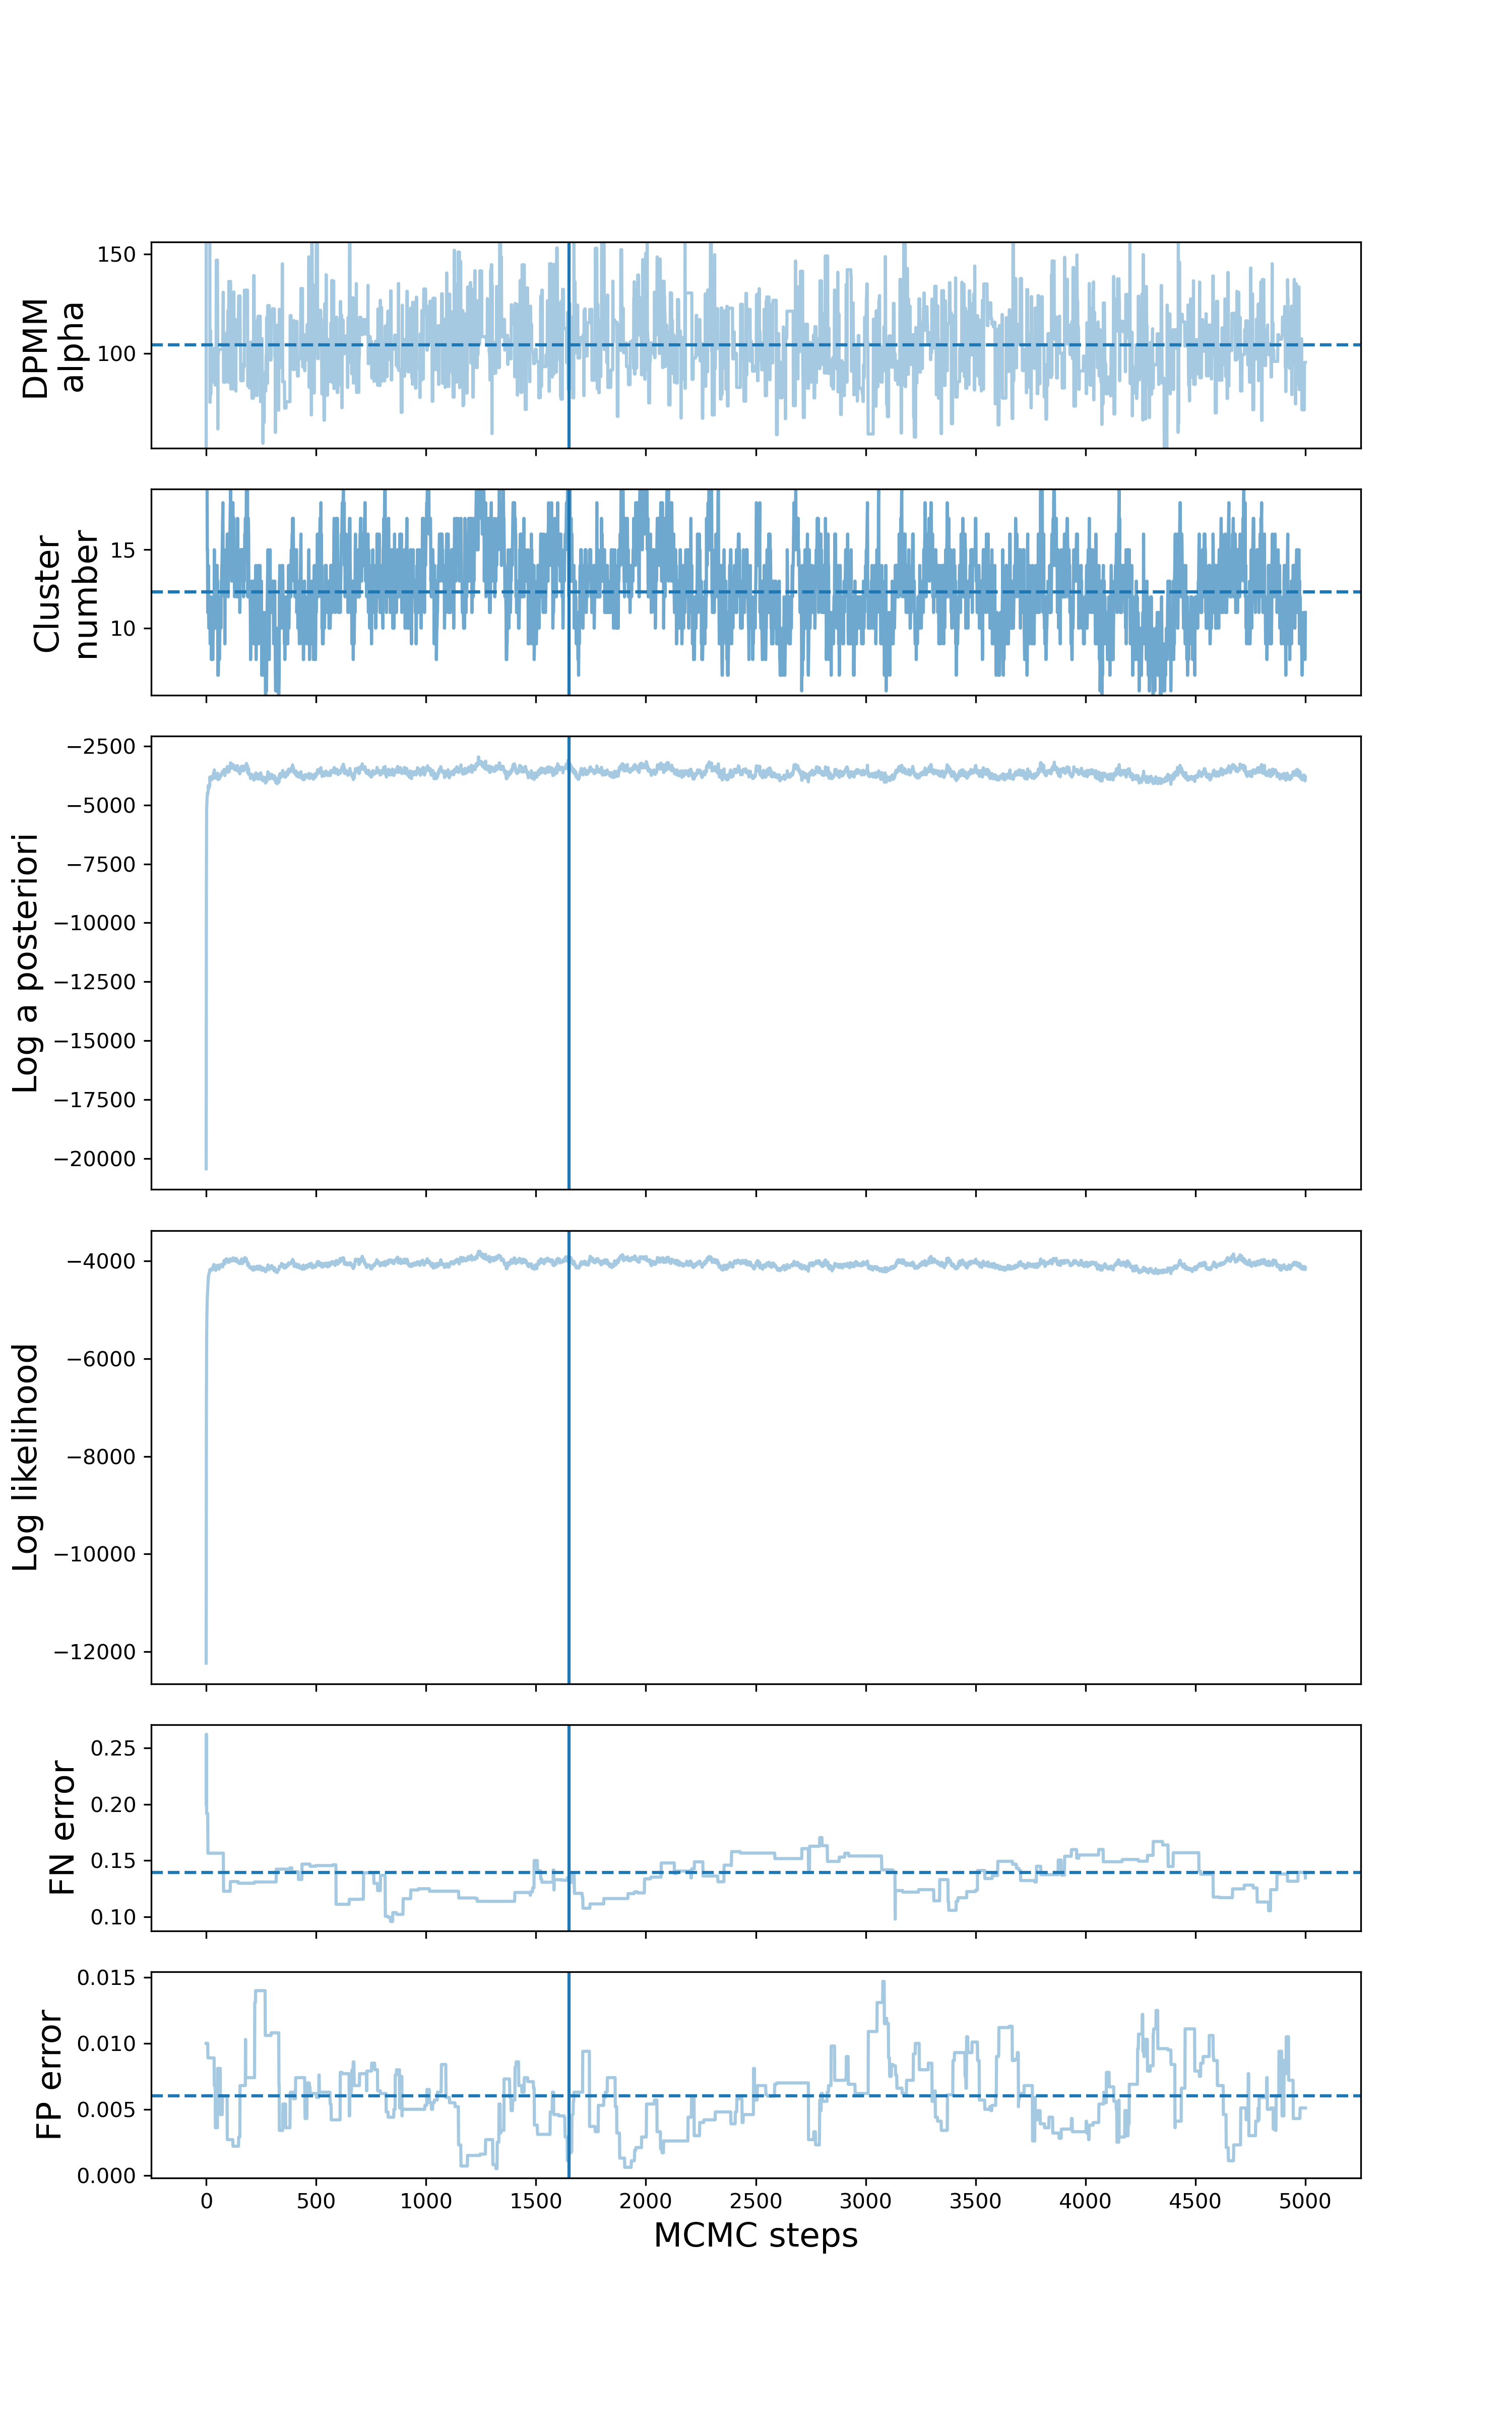 DPMM
alpha
150
100
Cluster
number
15
10
Log a posteriori
−2500
−5000
−7500
−10000
−12500
−15000
−17500
−20000
Log likelihood
−4000
−6000
−8000
−10000
−12000
FN error
0.25
0.20
0.15
0.10
FP error
0.015
0.010
0.005
0.000
0 500 1000 1500 2000 2500 3000 3500 4000 4500 5000
MCMC steps